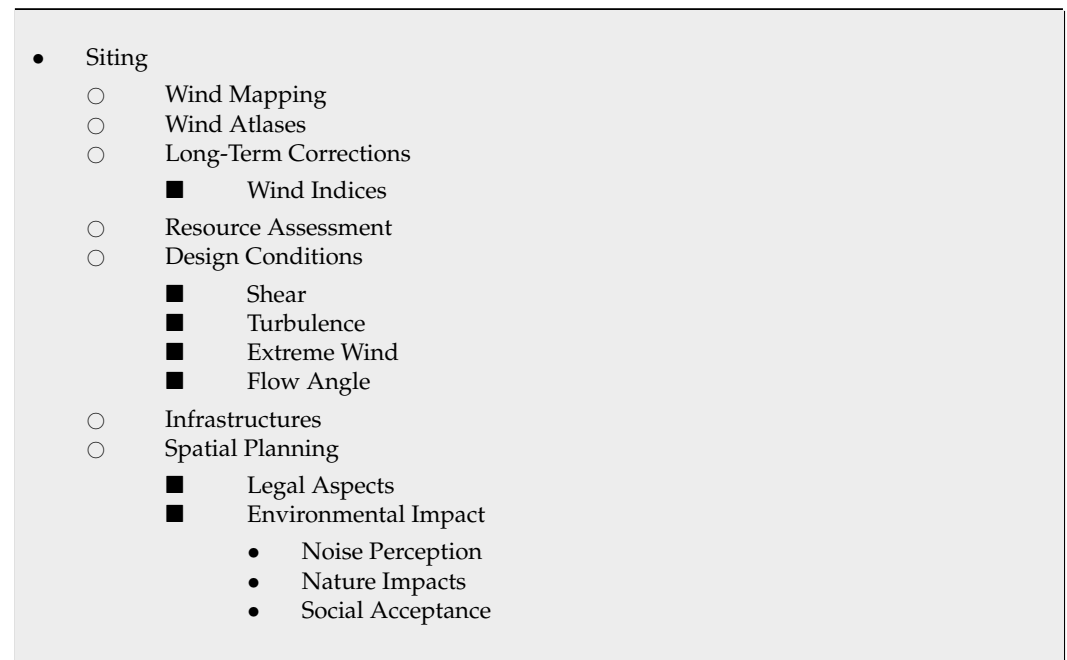 ● Siting
○ Wind Mapping
○ Wind Atlases
○ Long-Term Corrections
■ Wind Indices
○ Resource Assessment
○ Design Conditions
■ Shear
■ Turbulence
■ Extreme Wind
■ Flow Angle
○ Infrastructures
○ Spatial Planning
■ Legal Aspects
■ Environmental Impact
● Noise Perception
● Nature Impacts
● Social Acceptance